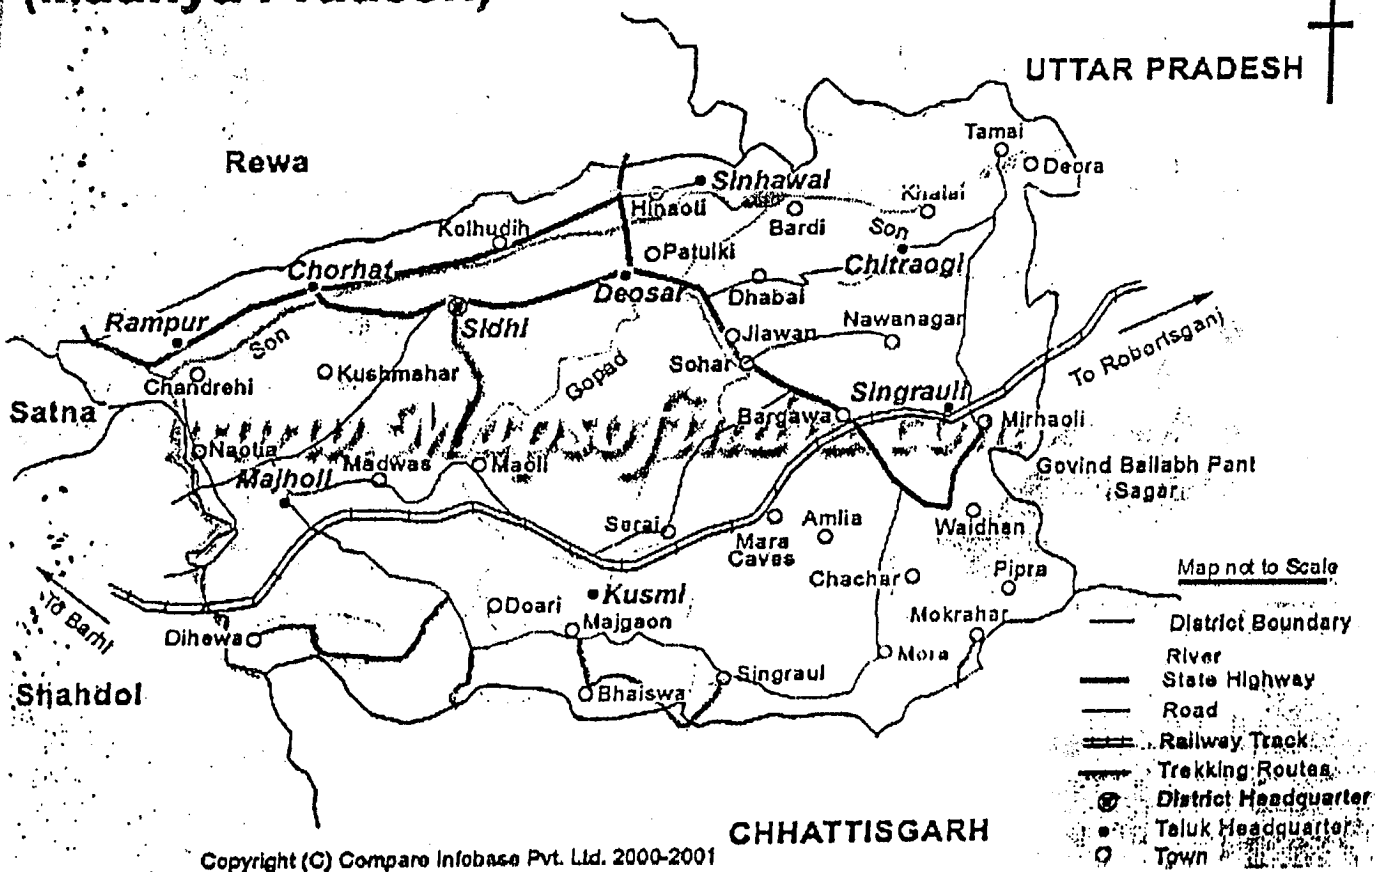 UTTAR PRADESH
Tamai
Deora
Rewa
Sinhawal
Khatai
Hinaoti
Bardi
Son
Kolhudih
Patulki
Chitraogi
Chorhat
Deosar
Dhabai
Rampur
Sidhi
Jiawan
Nawanagar
Son
Sohar
To Robertsganj
Chandrehi
Kushmahar
Gopad
Singrauli
Satna
Bargawa
Mirhaoli
Naotia
Madwas
Maoli
Govind Ballabh Pant
Sagar
Majholi
Sarai
Amlia
Waidhan
Mara
Caves
Chachar
Pipra
Map not to Scale
To Barhi
Kusmi
Doari
Majgaon
Mokrahar
District Boundary
Dihewa
Mora
River
Shahdol
Bhaiswa
Singraul
State Highway
Road
Railway Track
Trekking Routes
District Headquarter
CHHATTISGARH
Taluk Headquarter
Copyright (C) Compare Infobase Pvt. Ltd. 2000-2001
Town